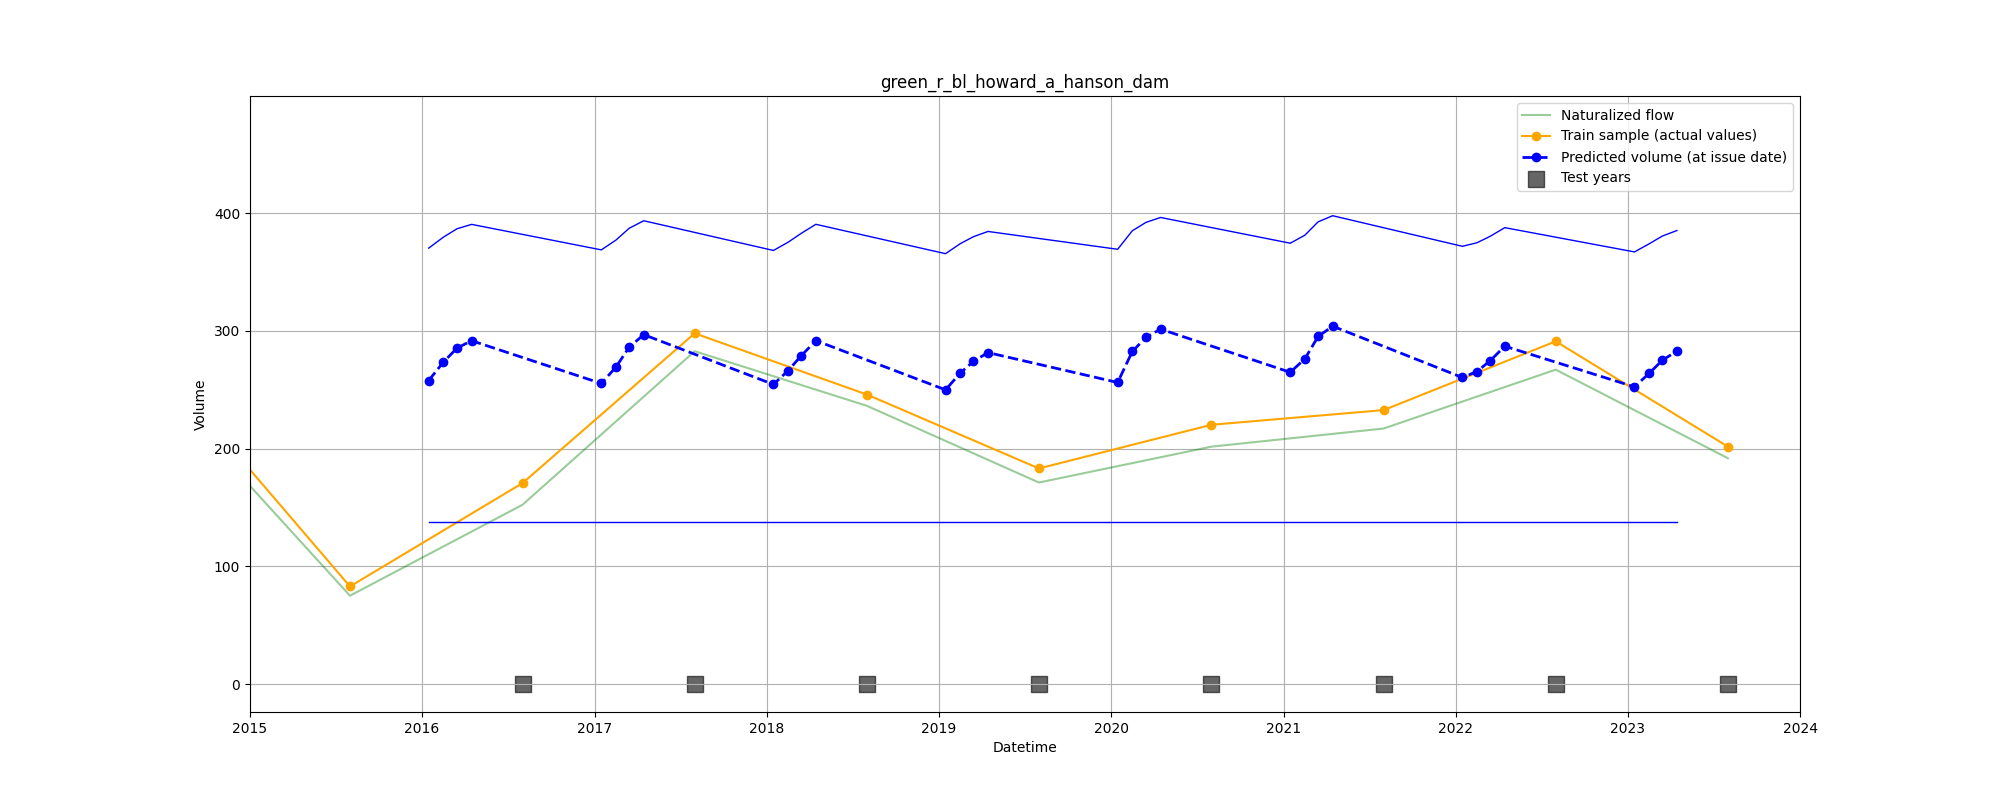 green_r_bl_howard_a_hanson_dam
Naturalized flow
Train sample (actual values)
Predicted volume (at issue date)
Test years
400
300
200
100
0
Volume
2015 2016 2017 2018 2019 2020 2021 2022 2023 2024
Datetime